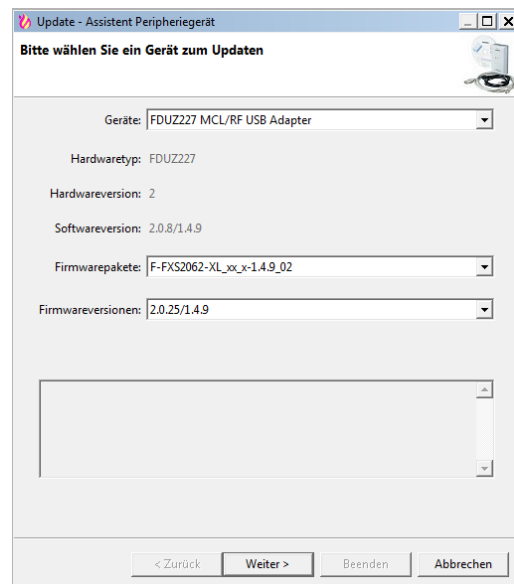 Update - Assistent Peripheriegerät
Bitte wählen Sie ein Gerät zum Updaten
Geräte: FDUZ227 MCL/RF USB Adapter
Hardwaretyp: FDUZ227
Hardwareversion: 2
Softwareversion: 2.0.8/1.4.9
Firmwarepakete: F-FXS2062-XL_xx_x-1.4.9_02
Firmwareversionen: 2.0.25/1.4.9
< Zurück Weiter > Beenden Abbrechen